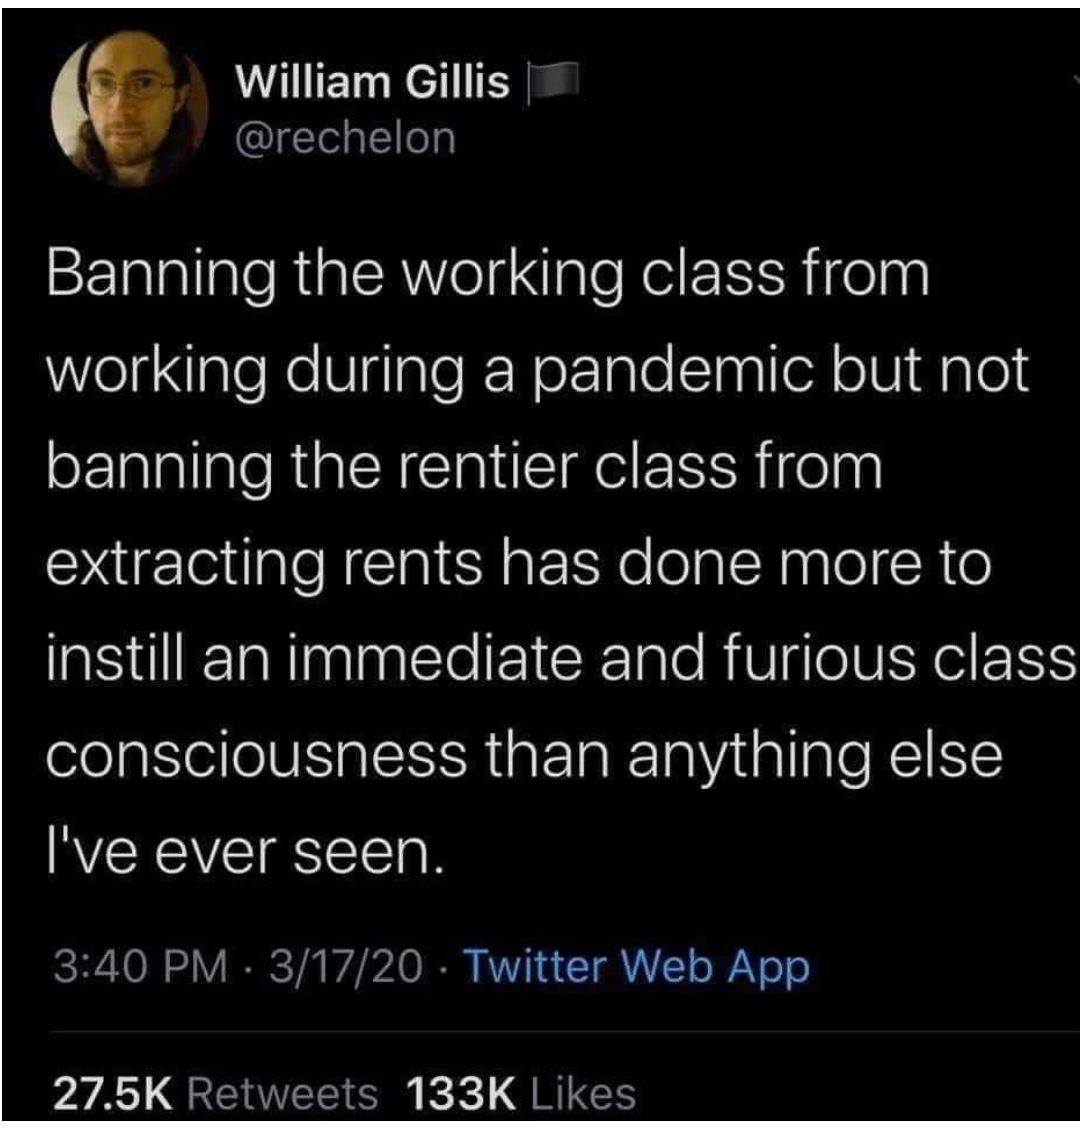 William Gillis 🏴
@rechelon
Banning the working class from
working during a pandemic but not
banning the rentier class from
extracting rents has done more to
instill an immediate and furious class
consciousness than anything else
I've ever seen.
3:40 PM · 3/17/20 · Twitter Web App
27.5K Retweets 133K Likes